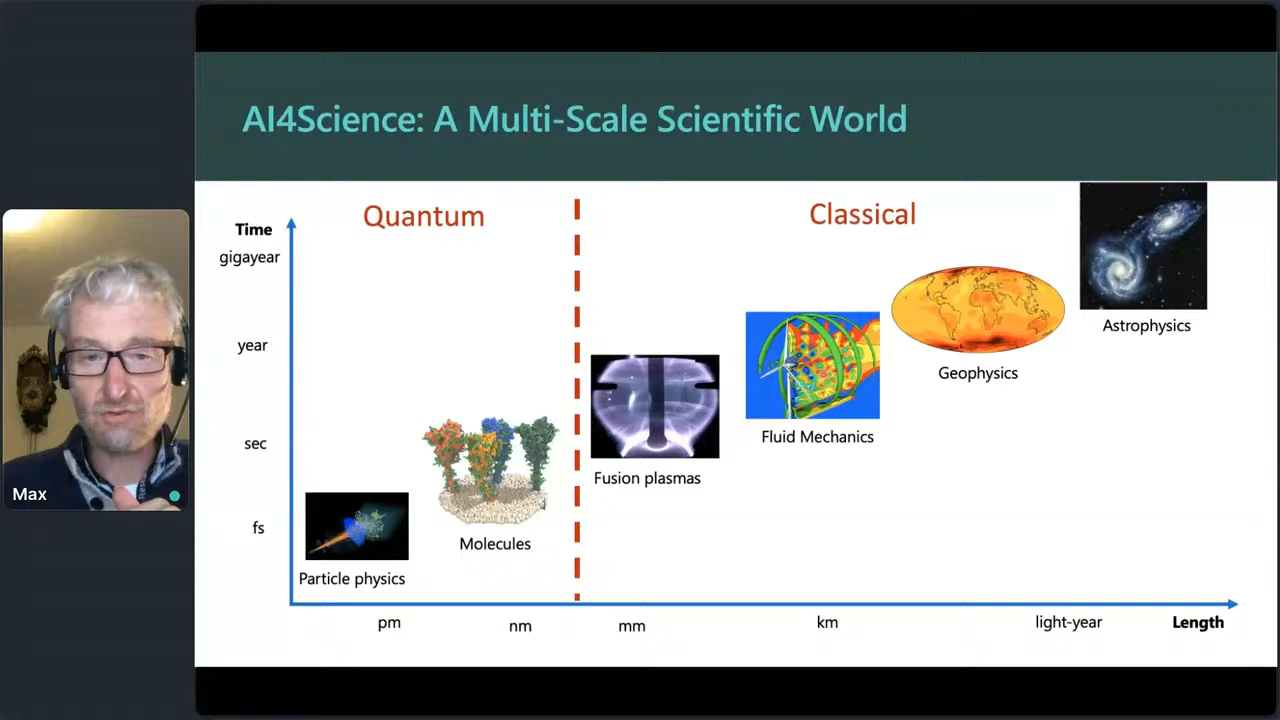 AI4Science: A Multi-Scale Scientific World
Quantum
Classical
Time
gigayear
year
sec
fs
Astrophysics
Geophysics
Fluid Mechanics
Fusion plasmas
Molecules
Particle physics
pm
nm
mm
km
light-year
Length
Max